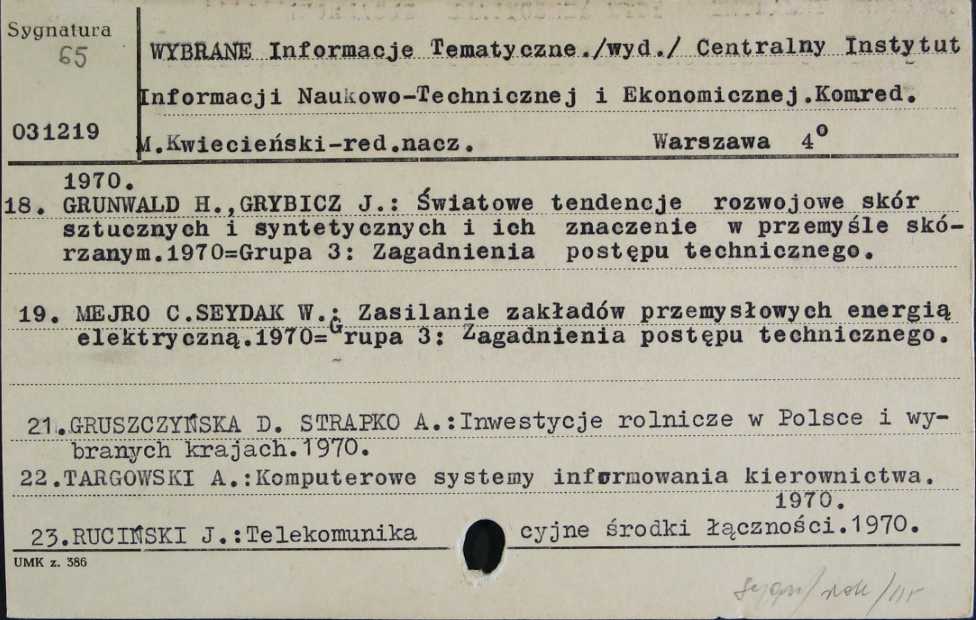 Sygnatura
65
WYBRANE Informacje Tematyczne./wyd./ Centralny Instytut
Informacji Naukowo-Technicznej i Ekonomicznej.Komred.
031219
M.Kwiecieński-red.nacz. Warszawa 4º
1970.
18. GRUNWALD H.,GRYBICZ J.: Światowe tendencje rozwojowe skór
sztucznych i syntetycznych i ich znaczenie w przemyśle skó-
rzanym.1970=Grupa 3: Zagadnienia postępu technicznego.
19. MEJRO C.SEYDAK W.: Zasilanie zakładów przemysłowych energią
elektryczną.1970=Grupa 3: Zagadnienia postępu technicznego.
21.GRUSZCZYŃSKA D. STRAPKO A.:Inwestycje rolnicze w Polsce i wy-
branych krajach.1970.
22.TARGOWSKI A.:Komputerowe systemy informowania kierownictwa.
1970.
23.RUCIŃSKI J.:Telekomunika cyjne środki łączności.1970.
UMK z. 386